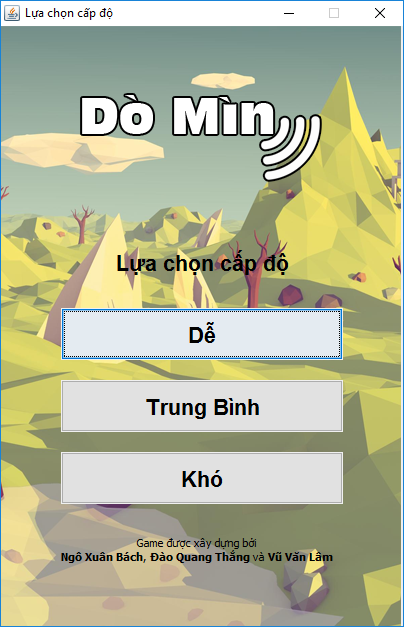 Lựa chọn cấp độ
Dò Mìn
Lựa chọn cấp độ
Dễ
Trung Bình
Khó
Game được xây dựng bởi
Ngô Xuân Bách, Đào Quang Thắng và Vũ Văn Lâm